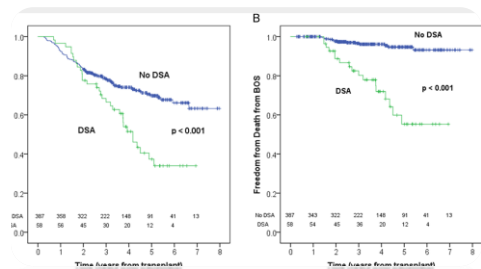 B
1.0
0.8
0.6
0.4
0.2
0.0
No DSA
DSA
p < 0.001
DSA 387 358 322 222 148 91 41 13
58 56 45 30 20 12 4
0 1 2 3 4 5 6 7 8
Time (years from transplant)
Freedom from Death from BOS
1.0
0.8
0.6
0.4
0.2
0.0
No DSA
DSA
p < 0.001
No DSA 387 343 322 222 148 91 41 13
DSA 58 54 45 36 20 12 4
0 1 2 3 4 5 6 7 8
Time (years from transplant)